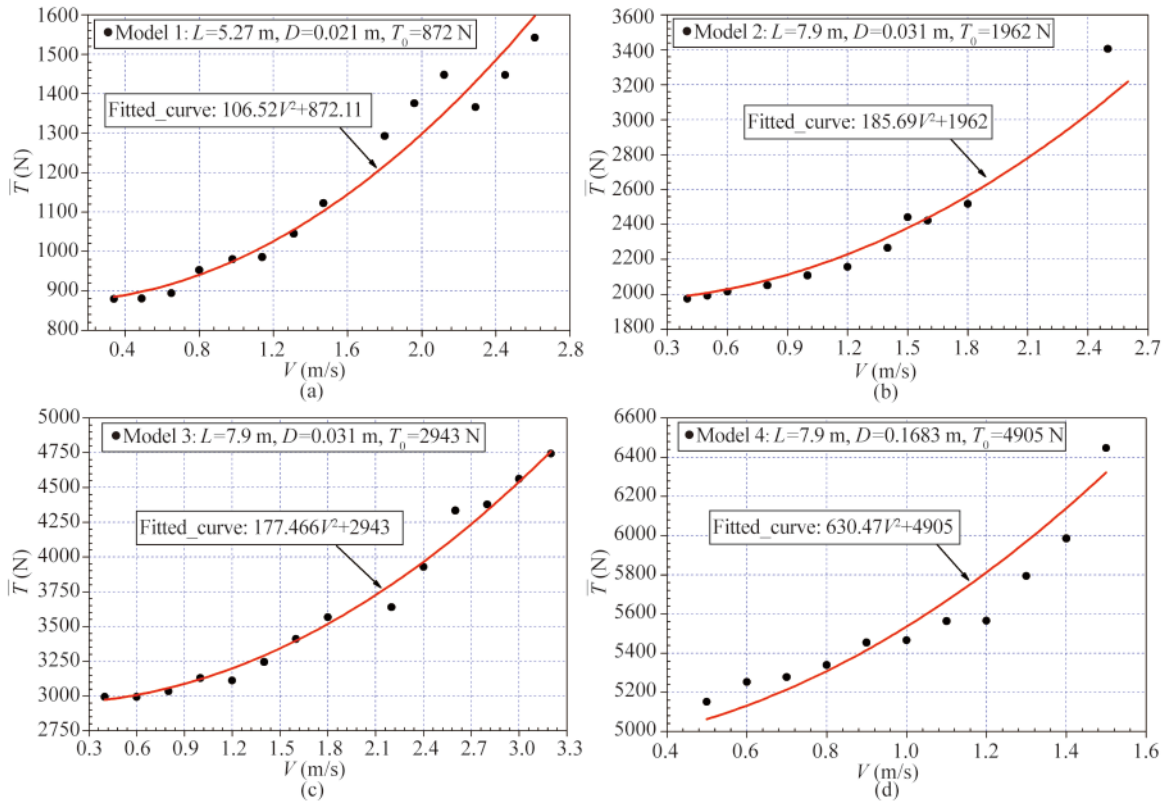 Model 1: L=5.27 m, D=0.021 m, T₀=872 N
Fitted_curve: 106.52V²+872.11
1600
1500
1400
1300
1200
1100
1000
900
800
T̅ (N)
0.4 0.8 1.2 1.6 2.0 2.4 2.8
V (m/s)
(a)
Model 2: L=7.9 m, D=0.031 m, T₀=1962 N
Fitted_curve: 185.69V²+1962
3600
3400
3200
3000
2800
2600
2400
2200
2000
1800
T̅ (N)
0.3 0.6 0.9 1.2 1.5 1.8 2.1 2.5 2.7
V (m/s)
(b)
Model 3: L=7.9 m, D=0.031 m, T₀=2943 N
Fitted_curve: 177.466V²+2943
5000
4750
4500
4250
4000
3750
3500
3250
3000
2750
T̅ (N)
0.3 0.6 0.9 1.2 1.5 1.8 2.1 2.4 2.7 3.0 3.3
V (m/s)
(c)
Model 4: L=7.9 m, D=0.1683 m, T₀=4905 N
Fitted_curve: 630.47V²+4905
6600
6400
6200
6000
5800
5600
5400
5200
5000
T̅ (N)
0.4 0.6 0.8 1.0 1.2 1.4 1.6
V (m/s)
(d)